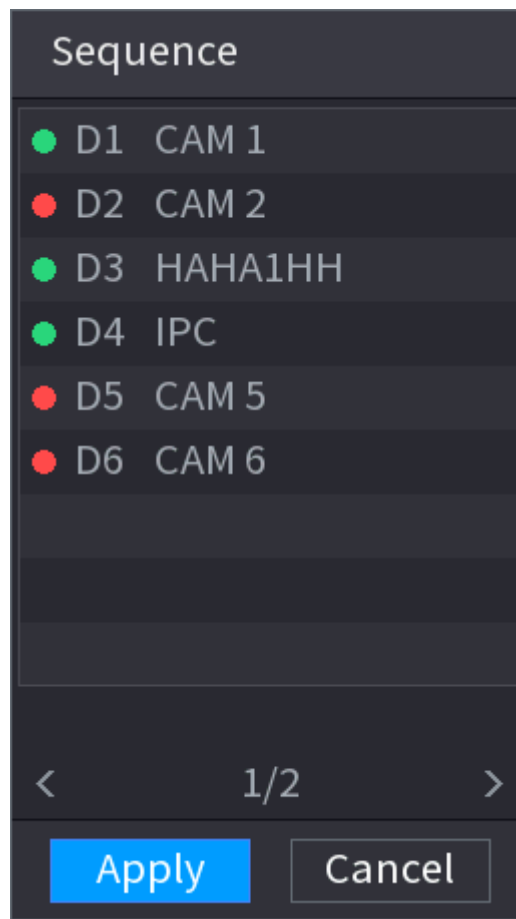 Sequence
D1 CAM 1
D2 CAM 2
D3 HAHA1HH
D4 IPC
D5 CAM 5
D6 CAM 6
< 1/2 >
Apply Cancel